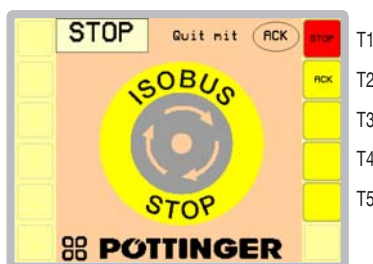 STOP Quit mit ACK STOP T1
ACK T2
T3
T4
T5
ISOBUS
STOP
PÖTTINGER